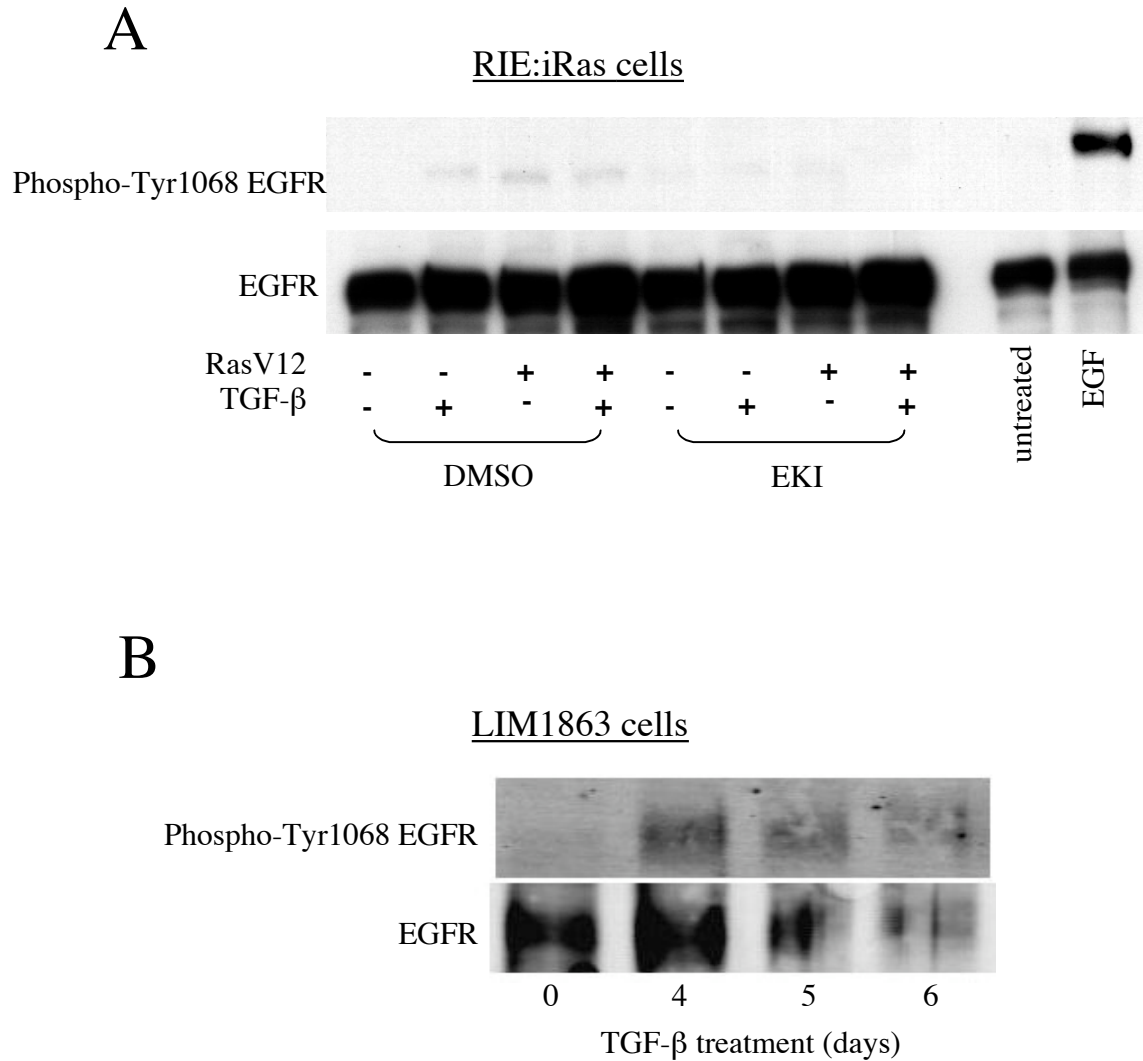 A
RIE:iRas cells
Phospho-Tyr1068 EGFR
EGFR
RasV12 - - + + - - + +
TGF-β - + - + - + - +
DMSO EKI
untreated EGF
B
LIM1863 cells
Phospho-Tyr1068 EGFR
EGFR
0 4 5 6
TGF-β treatment (days)